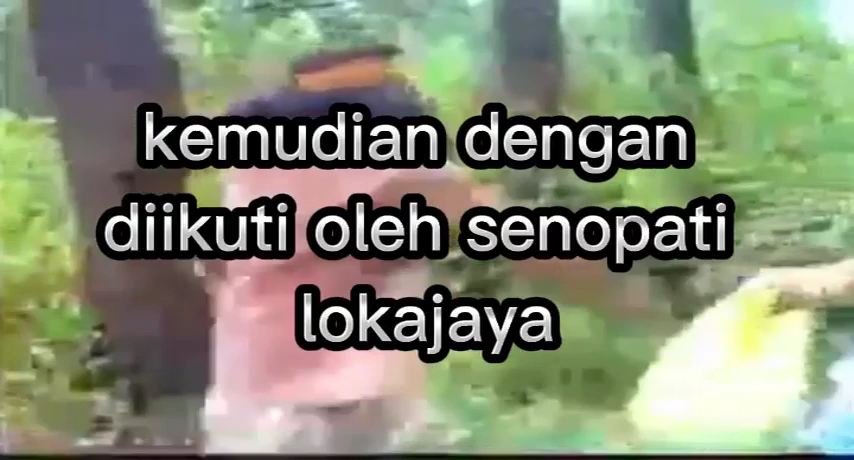 kemudian dengan
diikuti oleh senopati
lokajaya